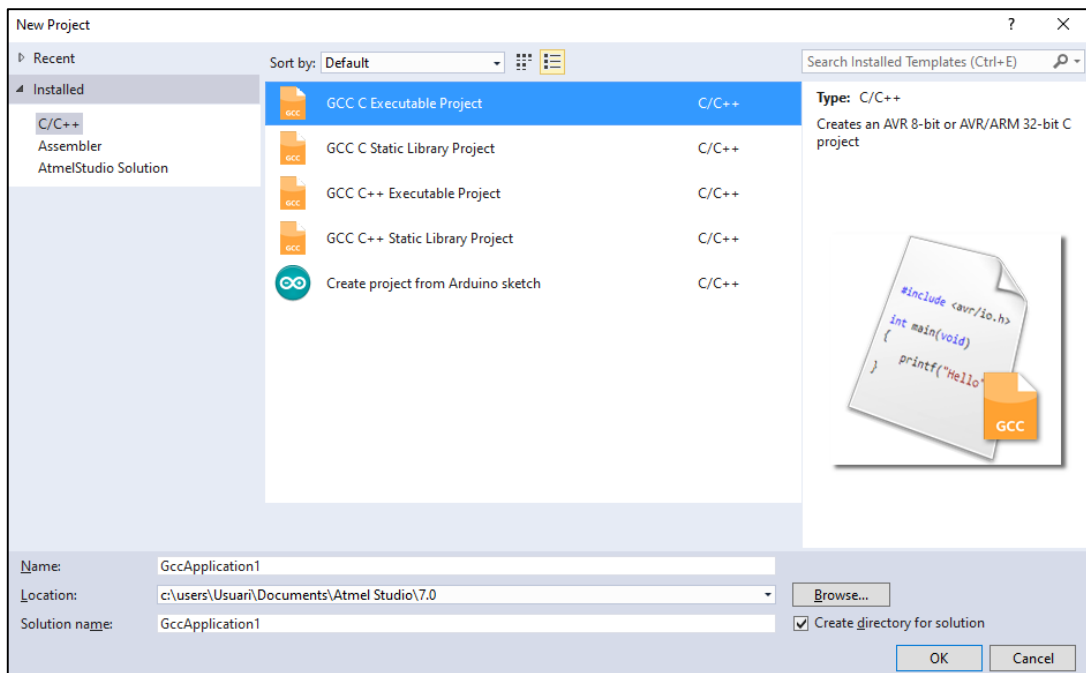 New Project
?
Recent
Installed
C/C++
Assembler
AtmelStudio Solution
Sort by: Default
GCC C Executable Project C/C++
GCC C Static Library Project C/C++
GCC C++ Executable Project C/C++
GCC C++ Static Library Project C/C++
Create project from Arduino sketch C/C++
GCC
GCC
GCC
GCC
Search Installed Templates (Ctrl+E)
Type: C/C++
Creates an AVR 8-bit or AVR/ARM 32-bit C
project
#include <avr/io.h>
int main(void)
{
printf("Hello"
}
GCC
Name: GccApplication1
Location: c:\users\Usuari\Documents\Atmel Studio\7.0
Browse...
Solution name: GccApplication1
Create directory for solution
OK Cancel